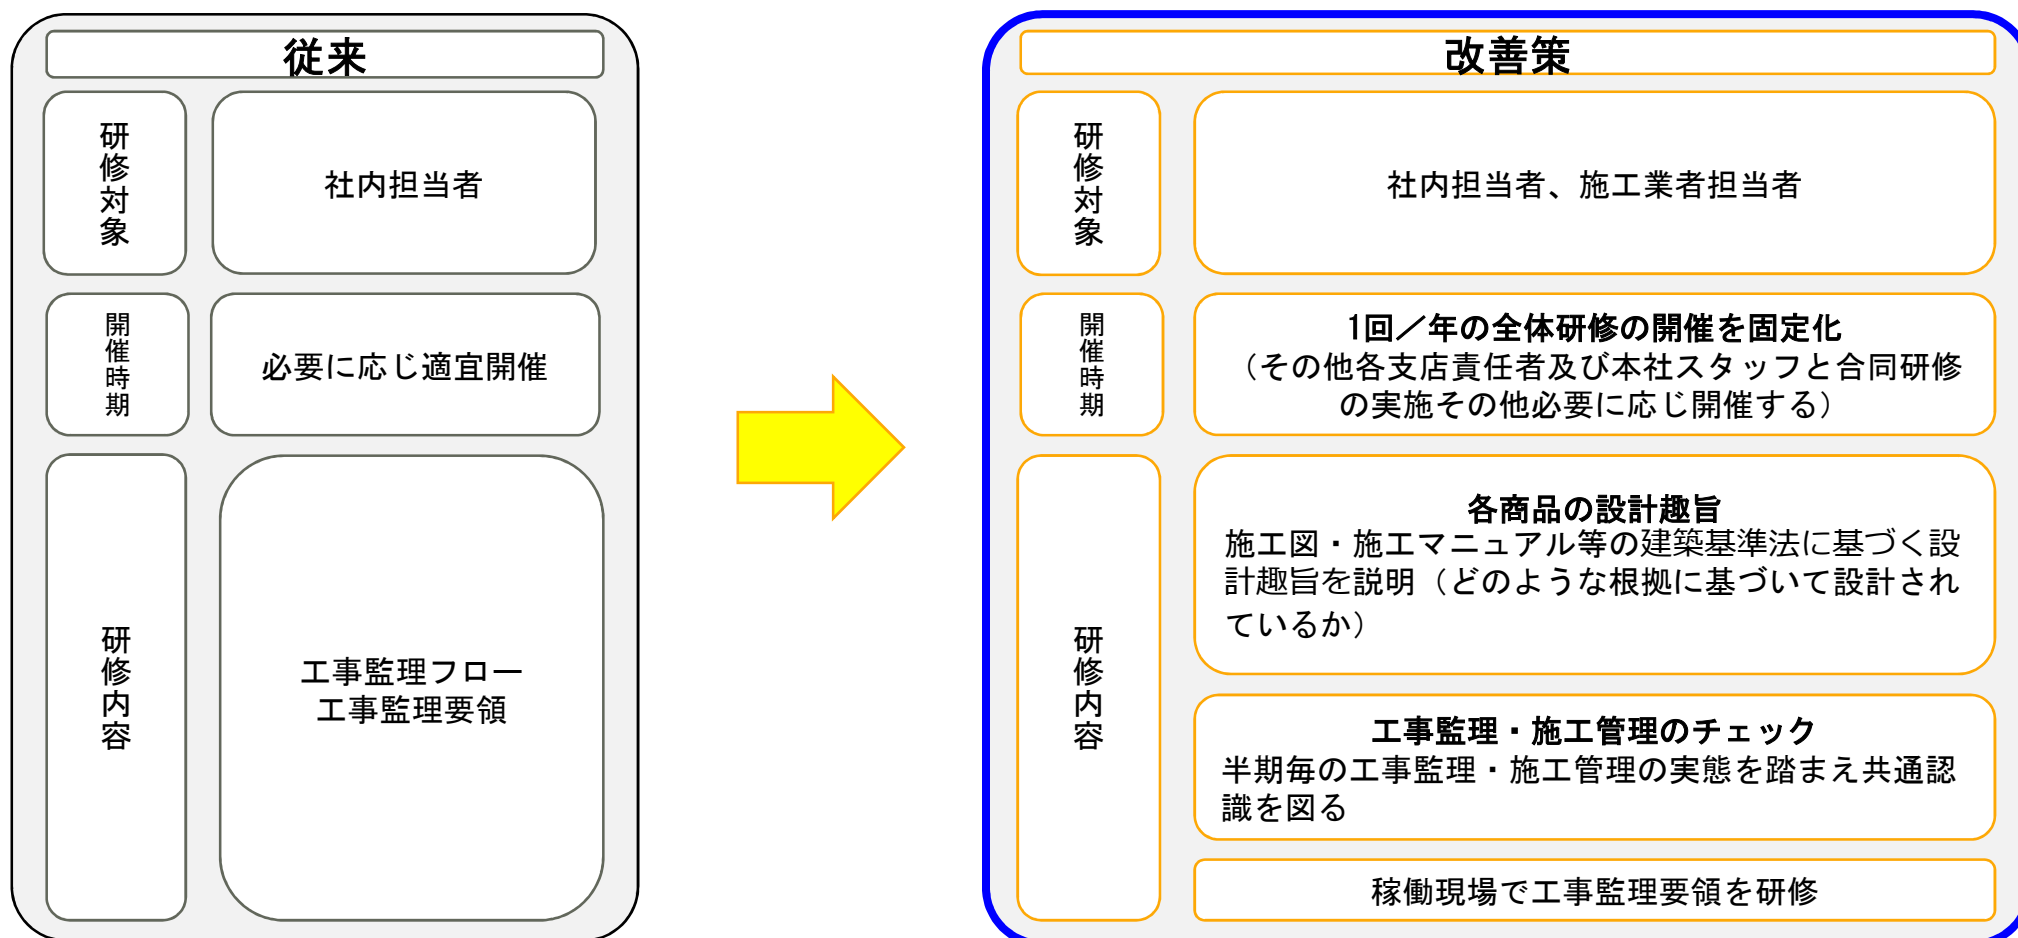 従来
研修対象
社内担当者
開催時期
必要に応じ適宜開催
研修内容
工事監理フロー
工事監理要領
改善策
研修対象
社内担当者、施工業者担当者
開催時期
1回／年の全体研修の開催を固定化
（その他各支店責任者及び本社スタッフと合同研修
の実施その他必要に応じ開催する）
研修内容
各商品の設計趣旨
施工図・施工マニュアル等の建築基準法に基づく設
計趣旨を説明（どのような根拠に基づいて設計され
ているか）
工事監理・施工管理のチェック
半期毎の工事監理・施工管理の実態を踏まえ共通認
識を図る
稼働現場で工事監理要領を研修